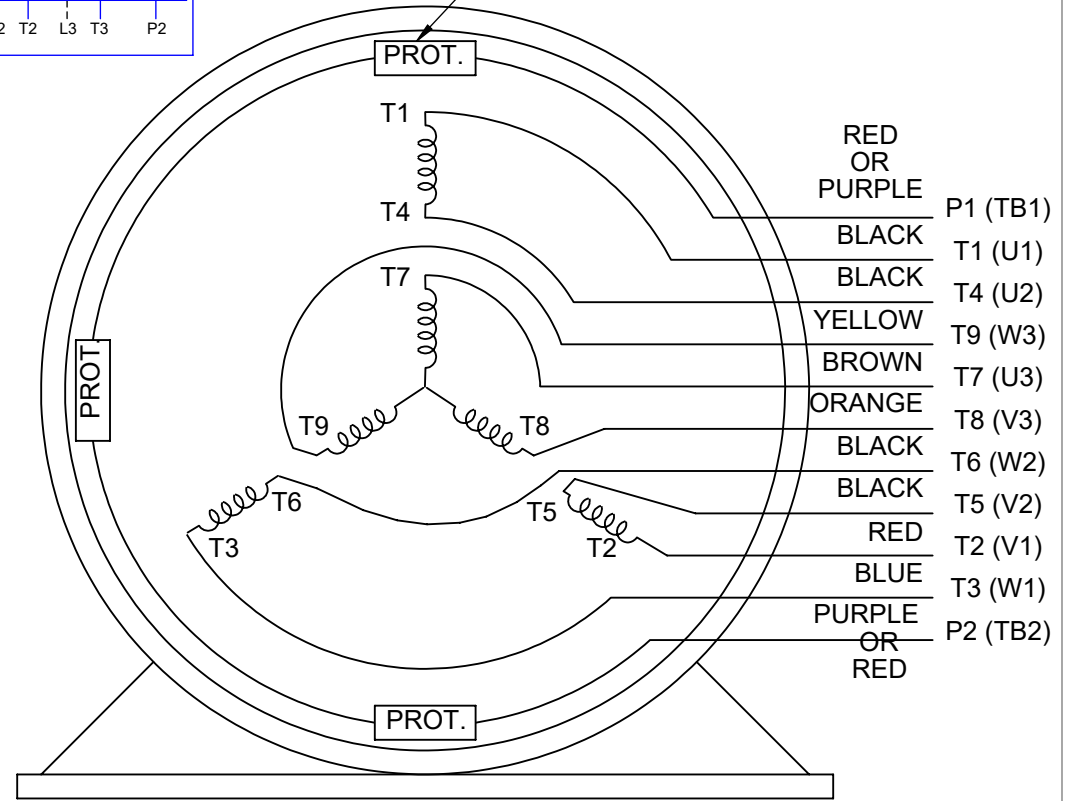 2 T2 L3 T3 P2
PROT.
T1
T4
T7
T9
T8
T6
T5
T3
T2
PROT.
PROT.
RED
OR
PURPLE
P1 (TB1)
BLACK
T1 (U1)
BLACK
T4 (U2)
YELLOW
T9 (W3)
BROWN
T7 (U3)
ORANGE
T8 (V3)
BLACK
T6 (W2)
BLACK
T5 (V2)
RED
T2 (V1)
BLUE
T3 (W1)
PURPLE
OR
RED
P2 (TB2)